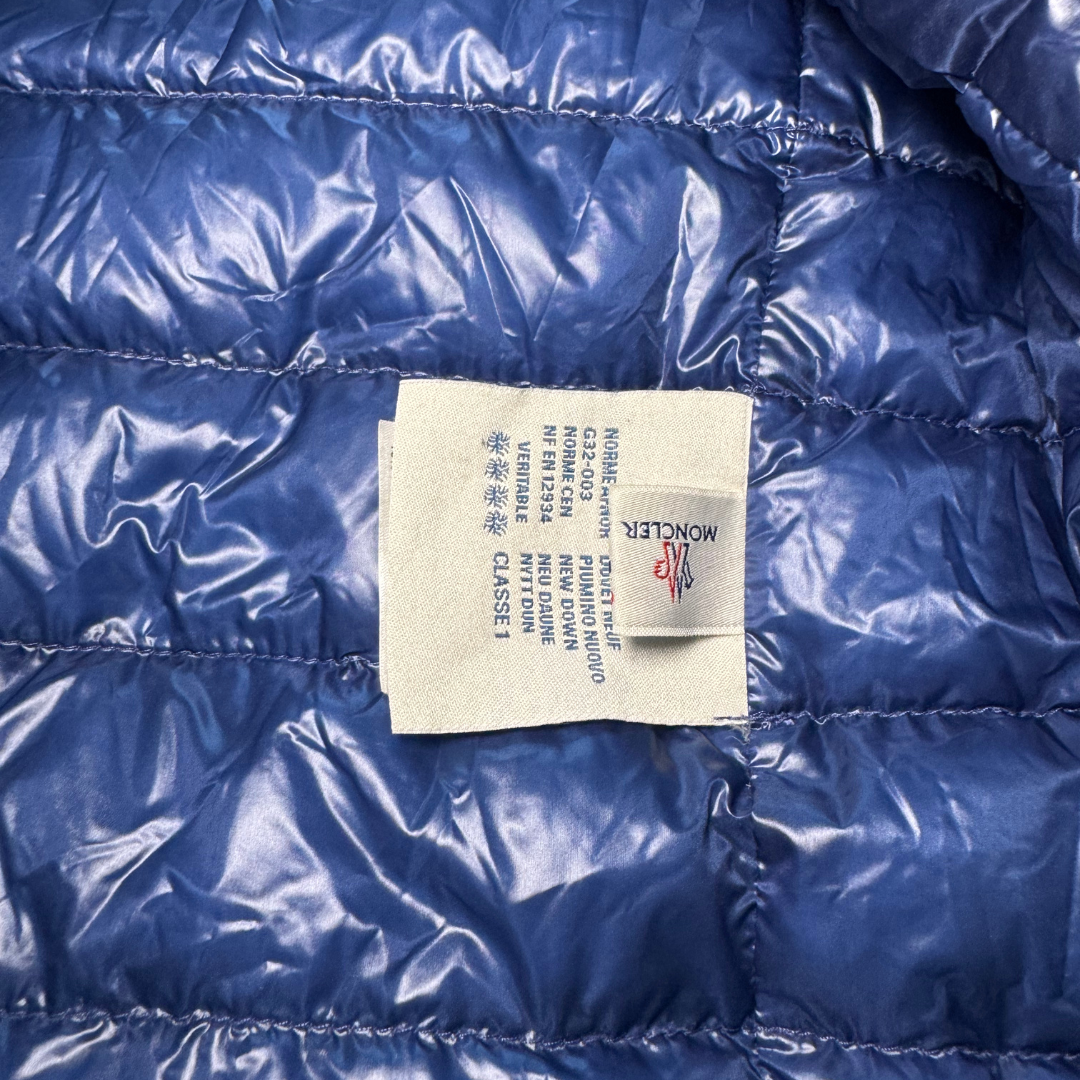 MONCLER
NORME AFNOR
G32-003
NORME CEN
NF EN 12934
VERITABLE
DUVET NEUF
PIUMINO NUOVO
NEW DOWN
NEU DAUNE
NYTT DUN
CLASSE 1